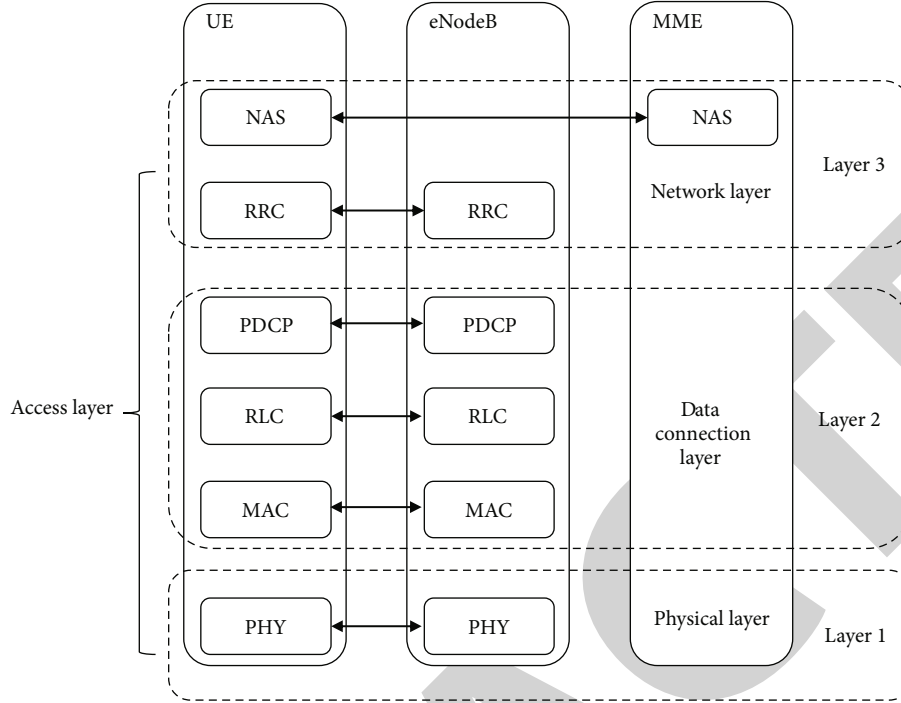 UE
eNodeB
MME
NAS
NAS
Layer 3
Network layer
RRC
RRC
PDCP
PDCP
Access layer
RLC
RLC
Data
connection
layer
Layer 2
MAC
MAC
PHY
PHY
Physical layer
Layer 1